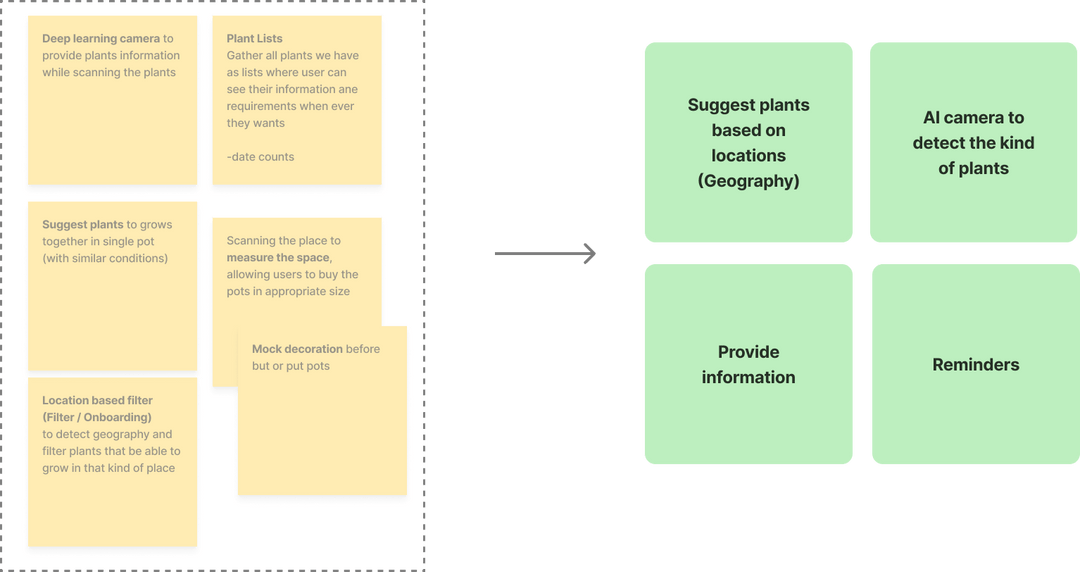 Deep learning camera to
provide plants information
while scanning the plants
Plant Lists
Gather all plants we have
as lists where user can
see their information ane
requirements when ever
they wants
-date counts
Suggest plants to grows
together in single pot
(with similar conditions)
Scanning the place to
measure the space,
allowing users to buy the
pots in appropriate size
Mock decoration before
but or put pots
Location based filter
(Filter / Onboarding)
to detect geography and
filter plants that be able to
grow in that kind of place
Suggest plants
based on
locations
(Geography)
AI camera to
detect the kind
of plants
Provide
information
Reminders